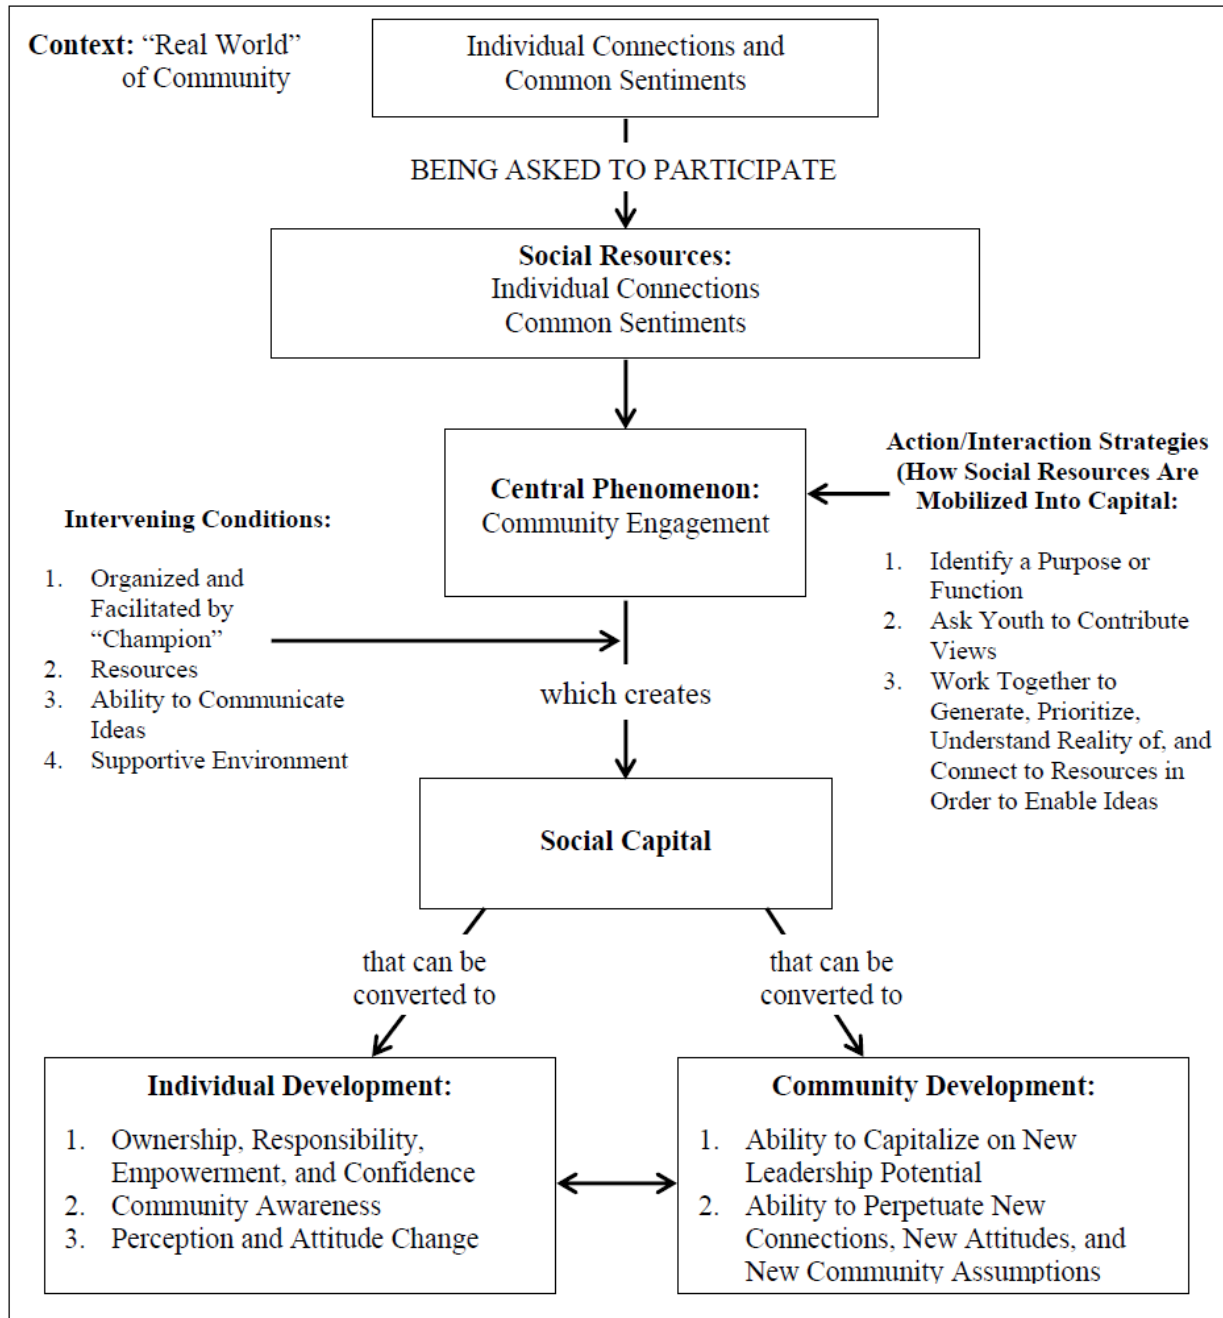 Context: “Real World”
of Community
Individual Connections and
Common Sentiments
BEING ASKED TO PARTICIPATE
Social Resources:
Individual Connections
Common Sentiments
Central Phenomenon:
Community Engagement
Action/Interaction Strategies
(How Social Resources Are
Mobilized Into Capital:
1. Identify a Purpose or
Function
2. Ask Youth to Contribute
Views
3. Work Together to
Generate, Prioritize,
Understand Reality of, and
Connect to Resources in
Order to Enable Ideas
Intervening Conditions:
1. Organized and
Facilitated by
“Champion”
2. Resources
3. Ability to Communicate
Ideas
4. Supportive Environment
which creates
Social Capital
that can be
converted to
that can be
converted to
Individual Development:
1. Ownership, Responsibility,
Empowerment, and Confidence
2. Community Awareness
3. Perception and Attitude Change
Community Development:
1. Ability to Capitalize on New
Leadership Potential
2. Ability to Perpetuate New
Connections, New Attitudes, and
New Community Assumptions